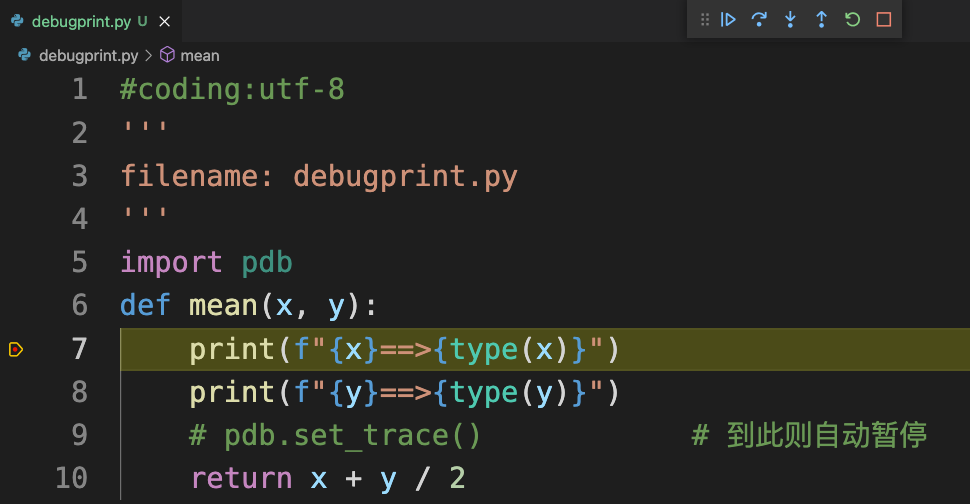 debugprint.py U
debugprint.py > mean
1 #coding:utf-8
2 '''
3 filename: debugprint.py
4 '''
5 import pdb
6 def mean(x, y):
7     print(f"{x}==>{type(x)}")
8     print(f"{y}==>{type(y)}")
9     # pdb.set_trace()            # 到此则自动暂停
10     return x + y / 2